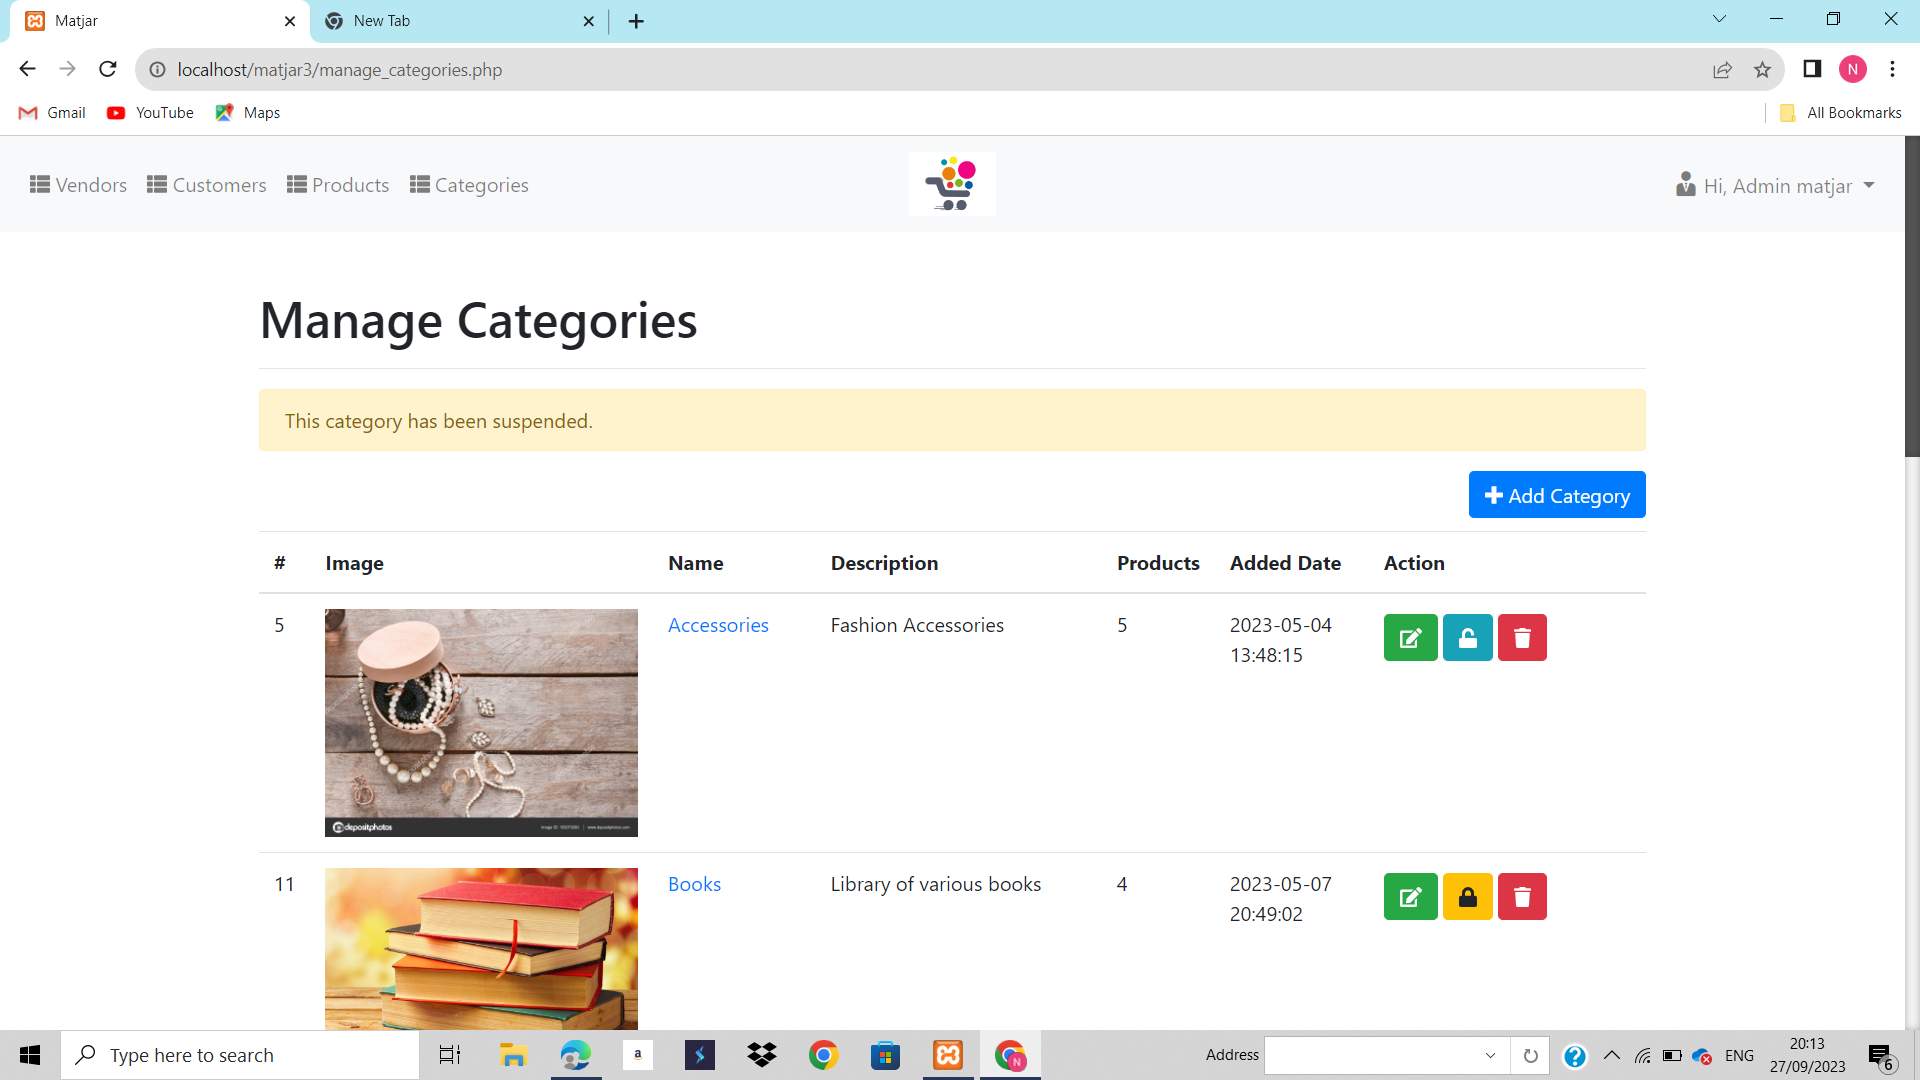 Matjar
New Tab
localhost/matjar3/manage_categories.php
N
Gmail
YouTube
Maps
All Bookmarks
Vendors
Customers
Products
Categories
Hi, Admin matjar
Manage Categories
This category has been suspended.
Add Category
# Image Name Description Products Added Date Action
5 Accessories Fashion Accessories 5 2023-05-04
13:48:15
depositphotos
11 Books Library of various books 4 2023-05-07
20:49:02
Type here to search
a
N
Address
ENG
20:13
27/09/2023
6